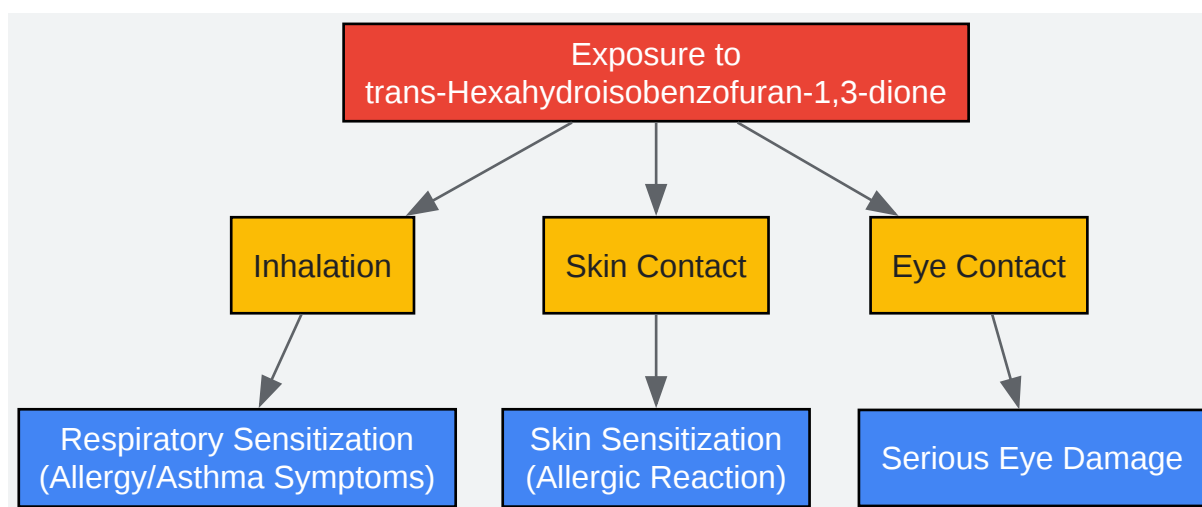 Exposure to
trans-Hexahydroisobenzofuran-1,3-dione
Inhalation
Skin Contact
Eye Contact
Respiratory Sensitization
(Allergy/Asthma Symptoms)
Skin Sensitization
(Allergic Reaction)
Serious Eye Damage